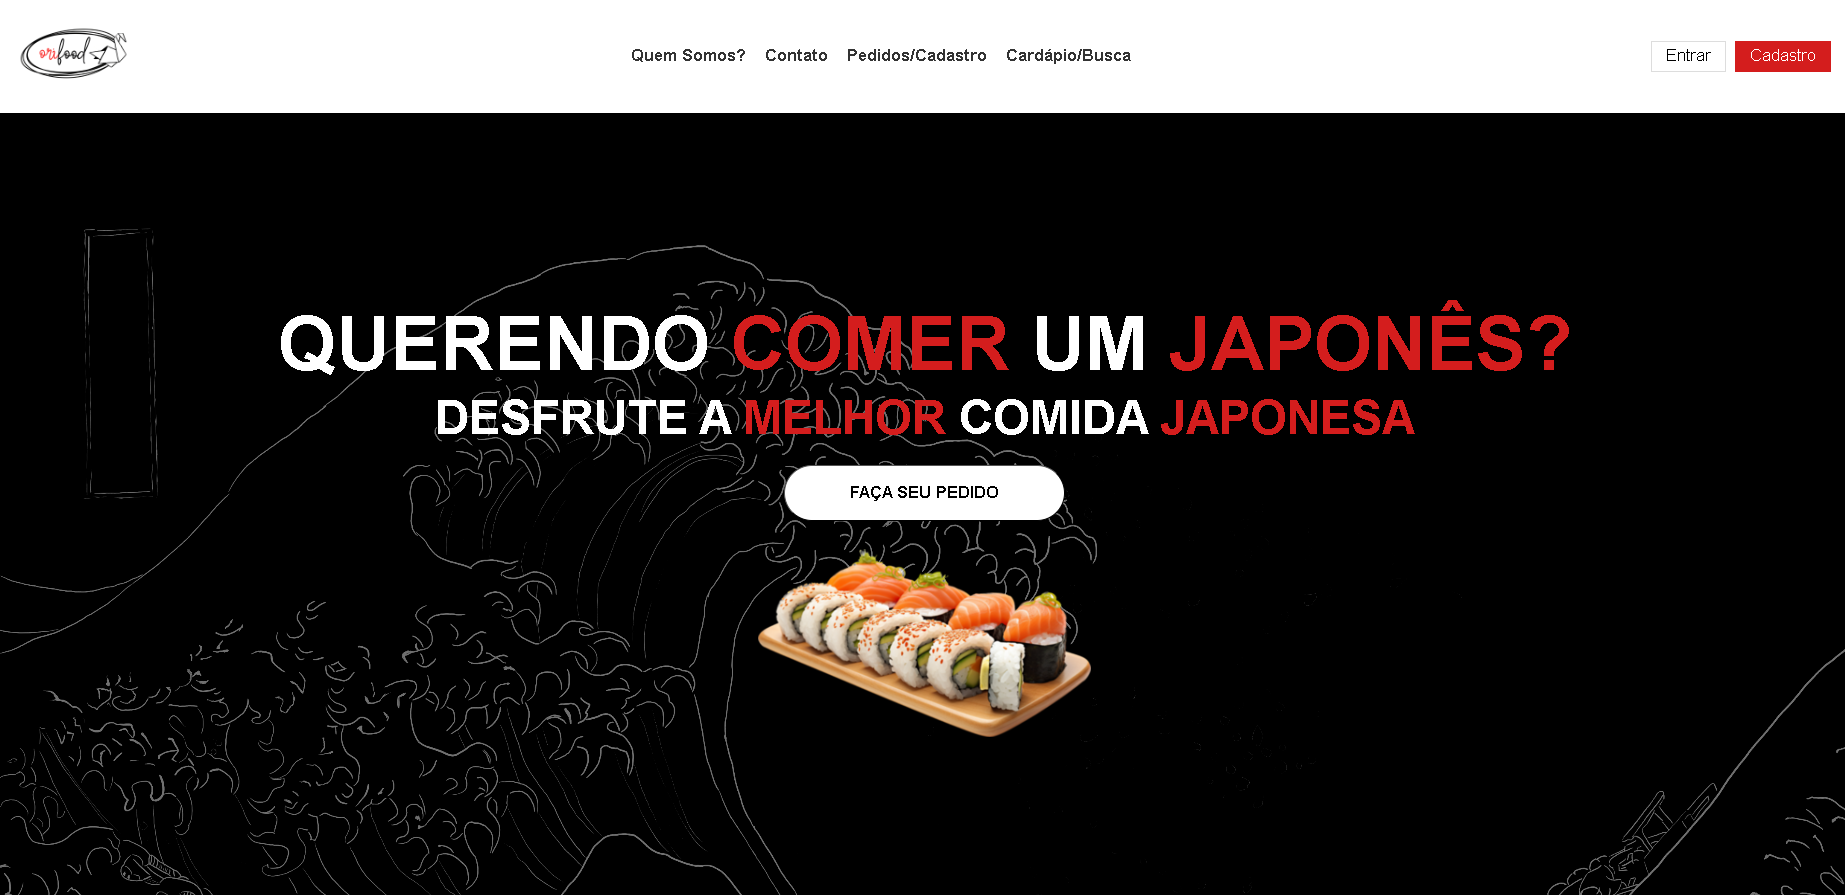 orifood
Quem Somos? Contato Pedidos/Cadastro Cardápio/Busca
Entrar Cadastro
QUERENDO COMER UM JAPONÊS?
DESFRUTE A MELHOR COMIDA JAPONESA
FAÇA SEU PEDIDO